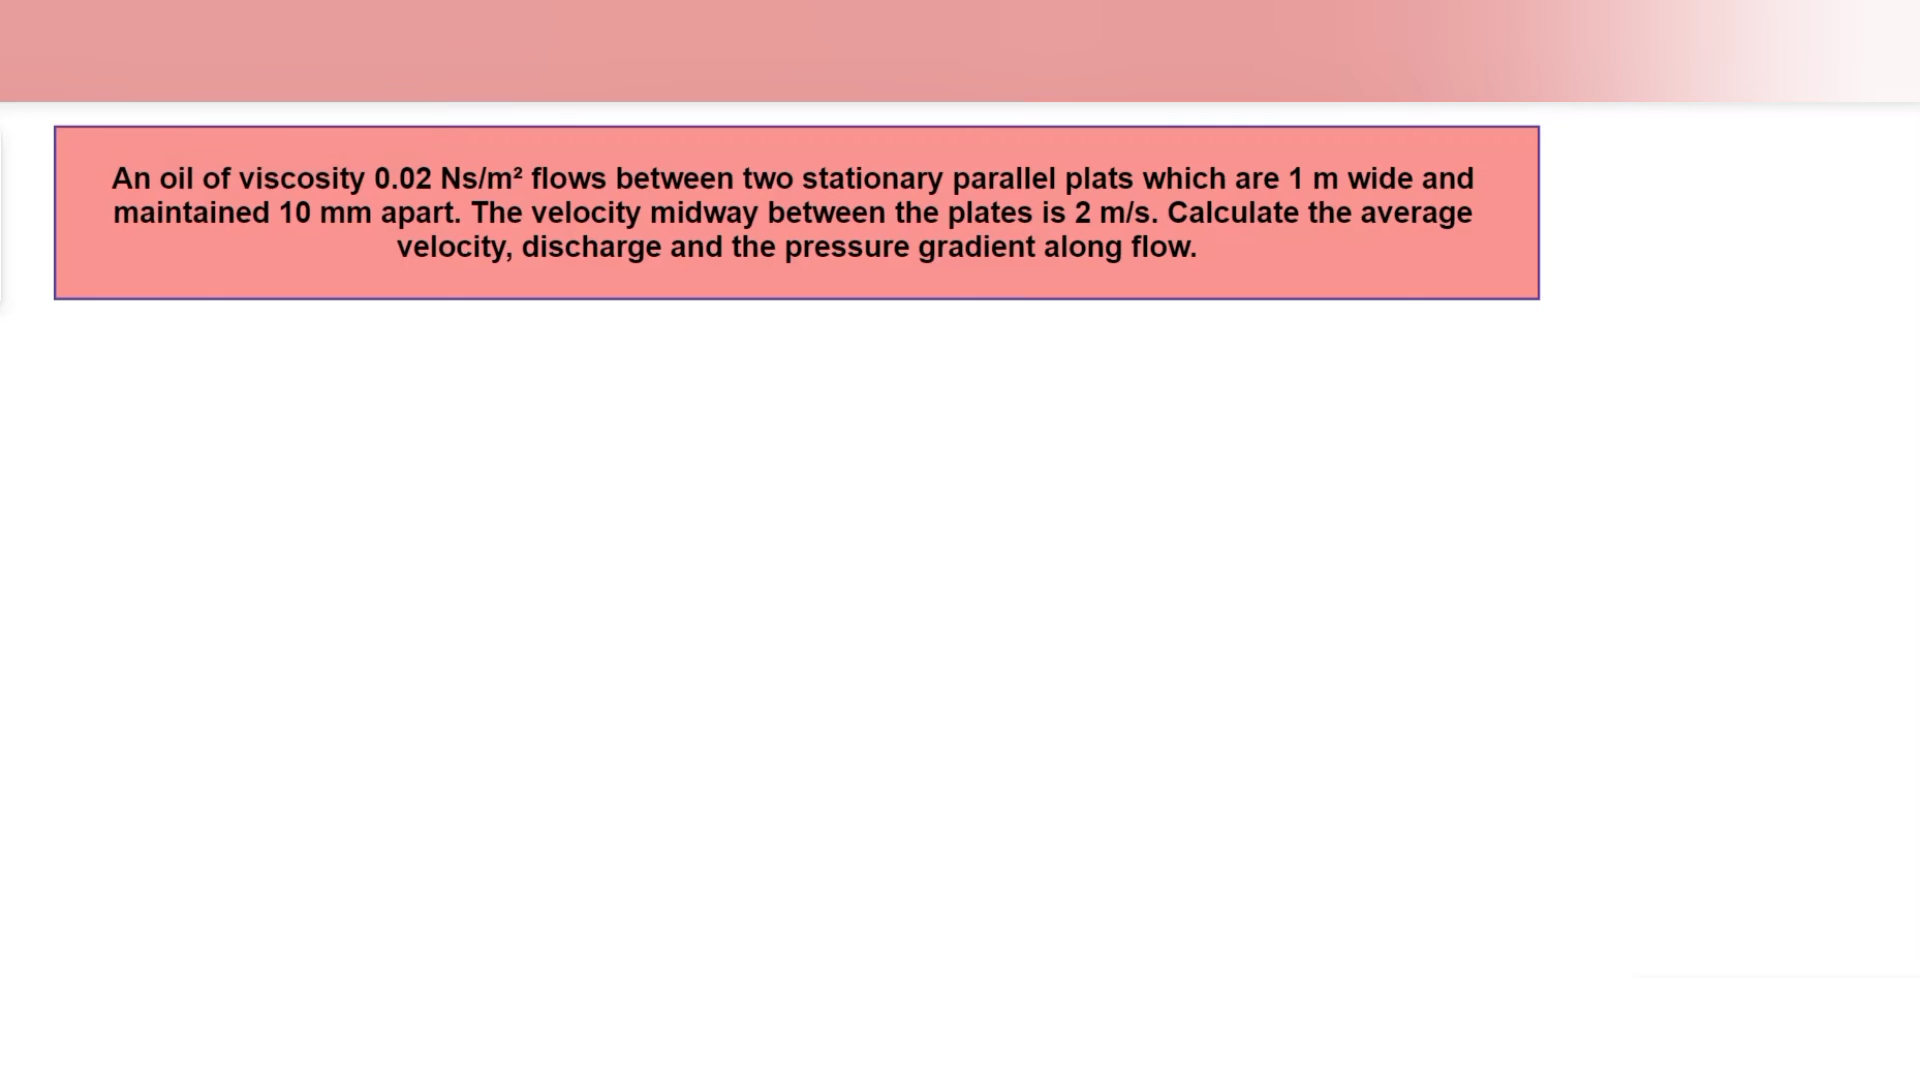 An oil of viscosity 0.02 Ns/m² flows between two stationary parallel plats which are 1 m wide and
maintained 10 mm apart. The velocity midway between the plates is 2 m/s. Calculate the average
velocity, discharge and the pressure gradient along flow.